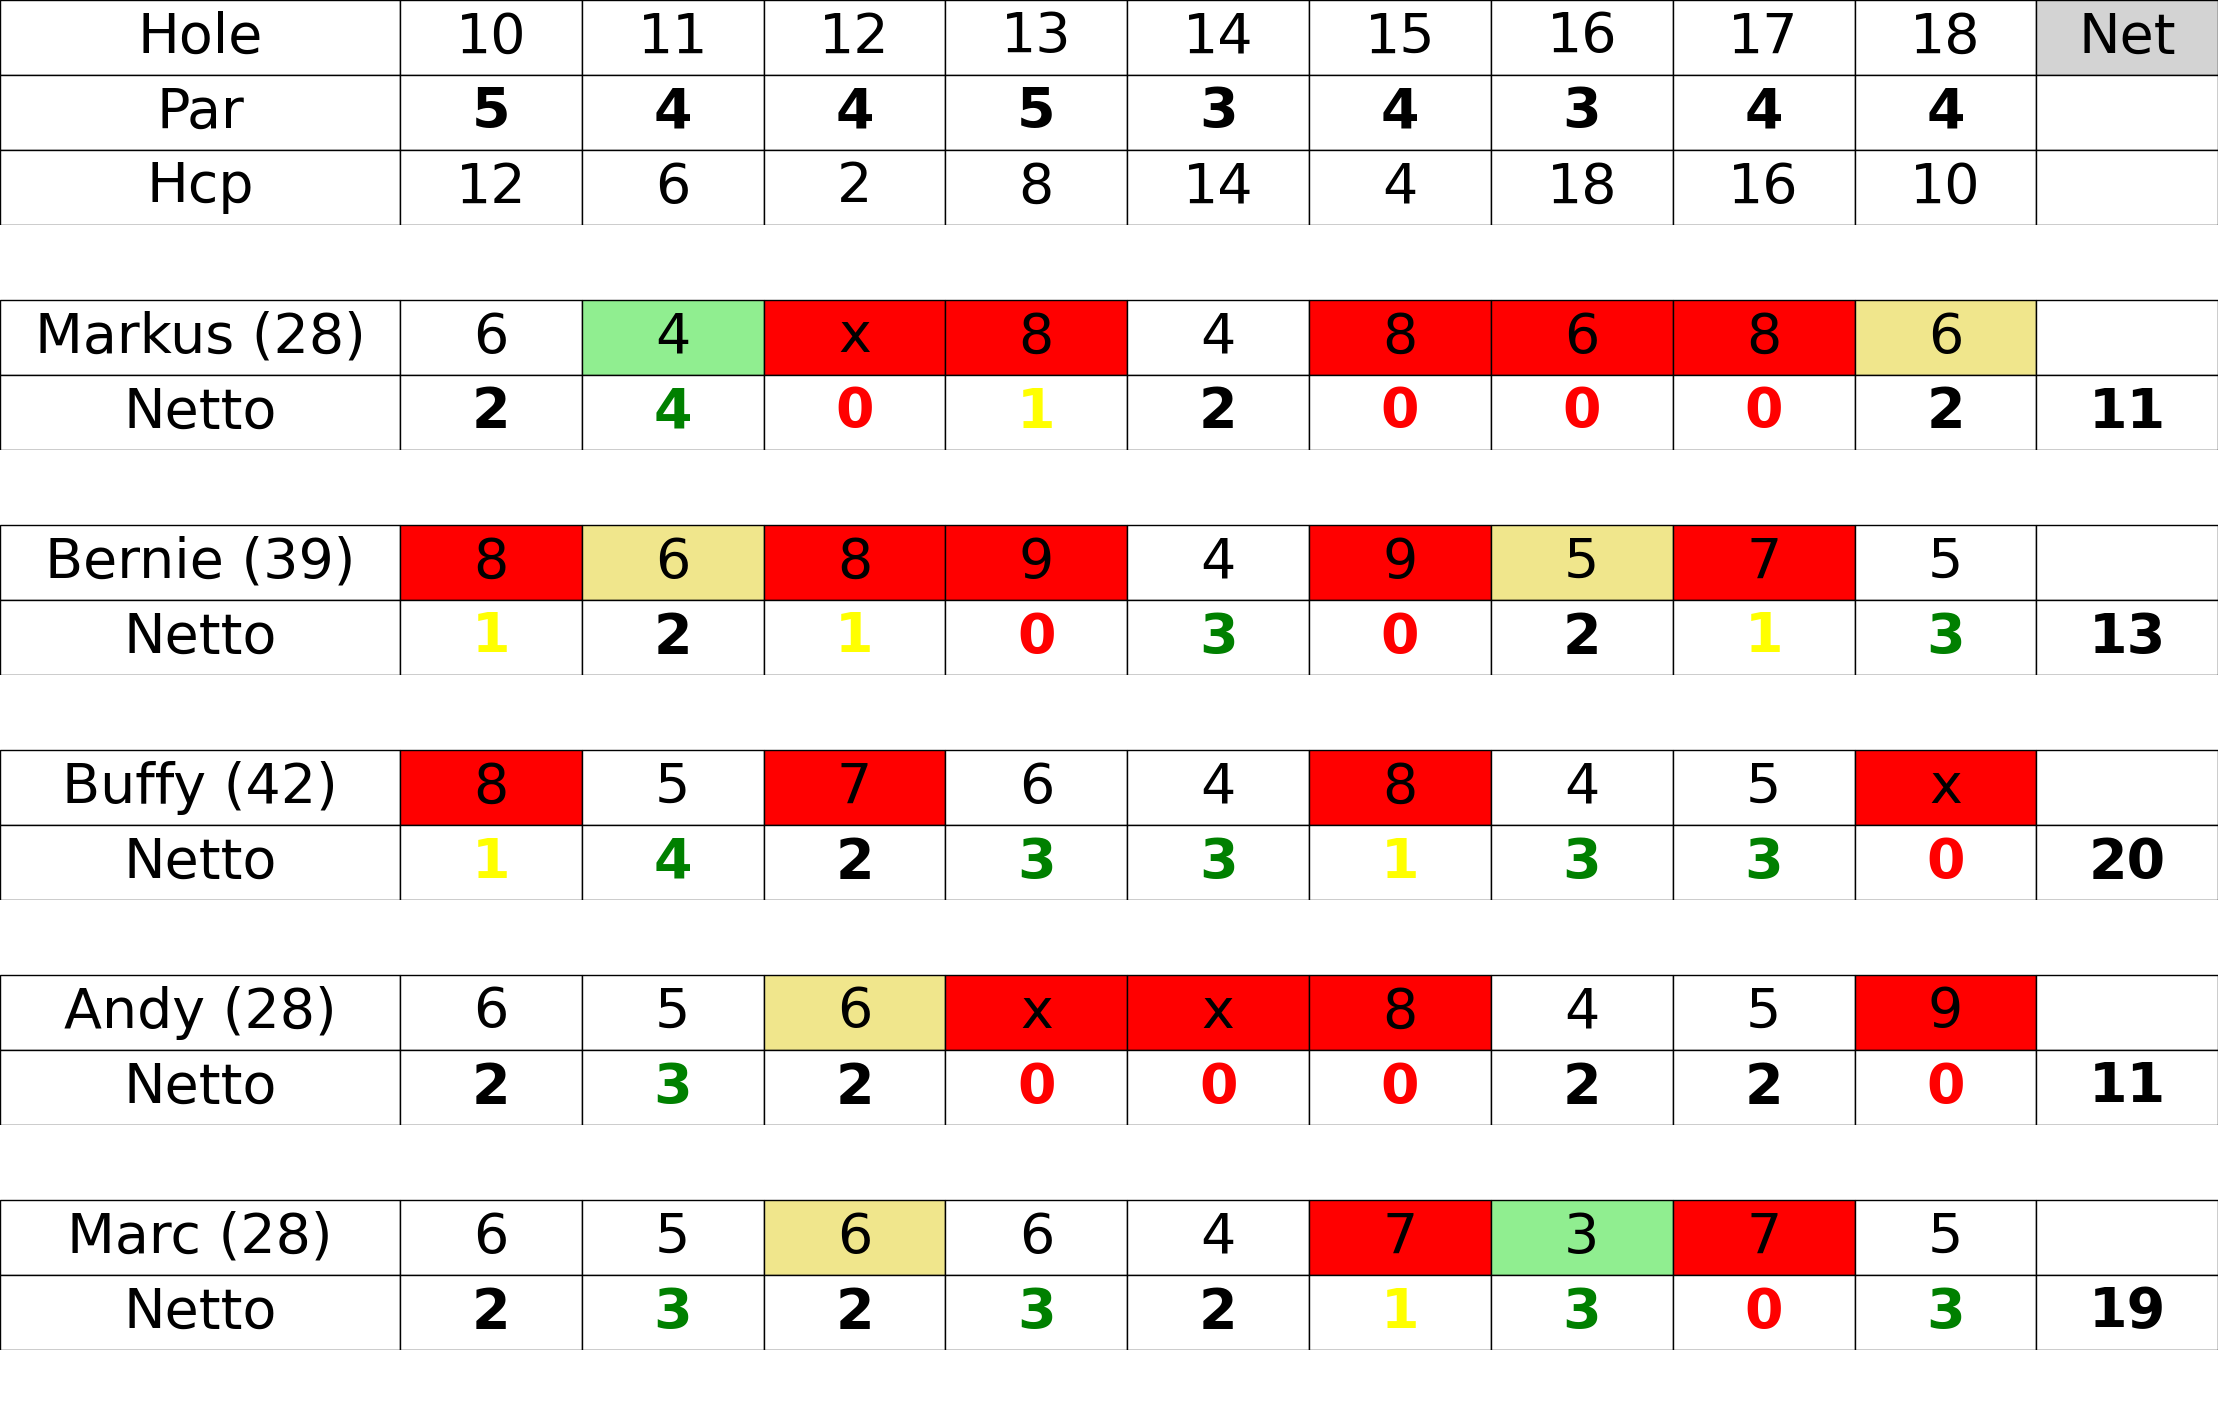 Hole 10 11 12 13 14 15 16 17 18 Net
Par 5 4 4 5 3 4 3 4 4
Hcp 12 6 2 8 14 4 18 16 10
Markus (28) 6 4 x 8 4 8 6 8 6
Netto 2 4 0 1 2 0 0 0 2 11
Bernie (39) 8 6 8 9 4 9 5 7 5
Netto 1 2 1 0 3 0 2 1 3 13
Buffy (42) 8 5 7 6 4 8 4 5 x
Netto 1 4 2 3 3 1 3 3 0 20
Andy (28) 6 5 6 x x 8 4 5 9
Netto 2 3 2 0 0 0 2 2 0 11
Marc (28) 6 5 6 6 4 7 3 7 5
Netto 2 3 2 3 2 1 3 0 3 19